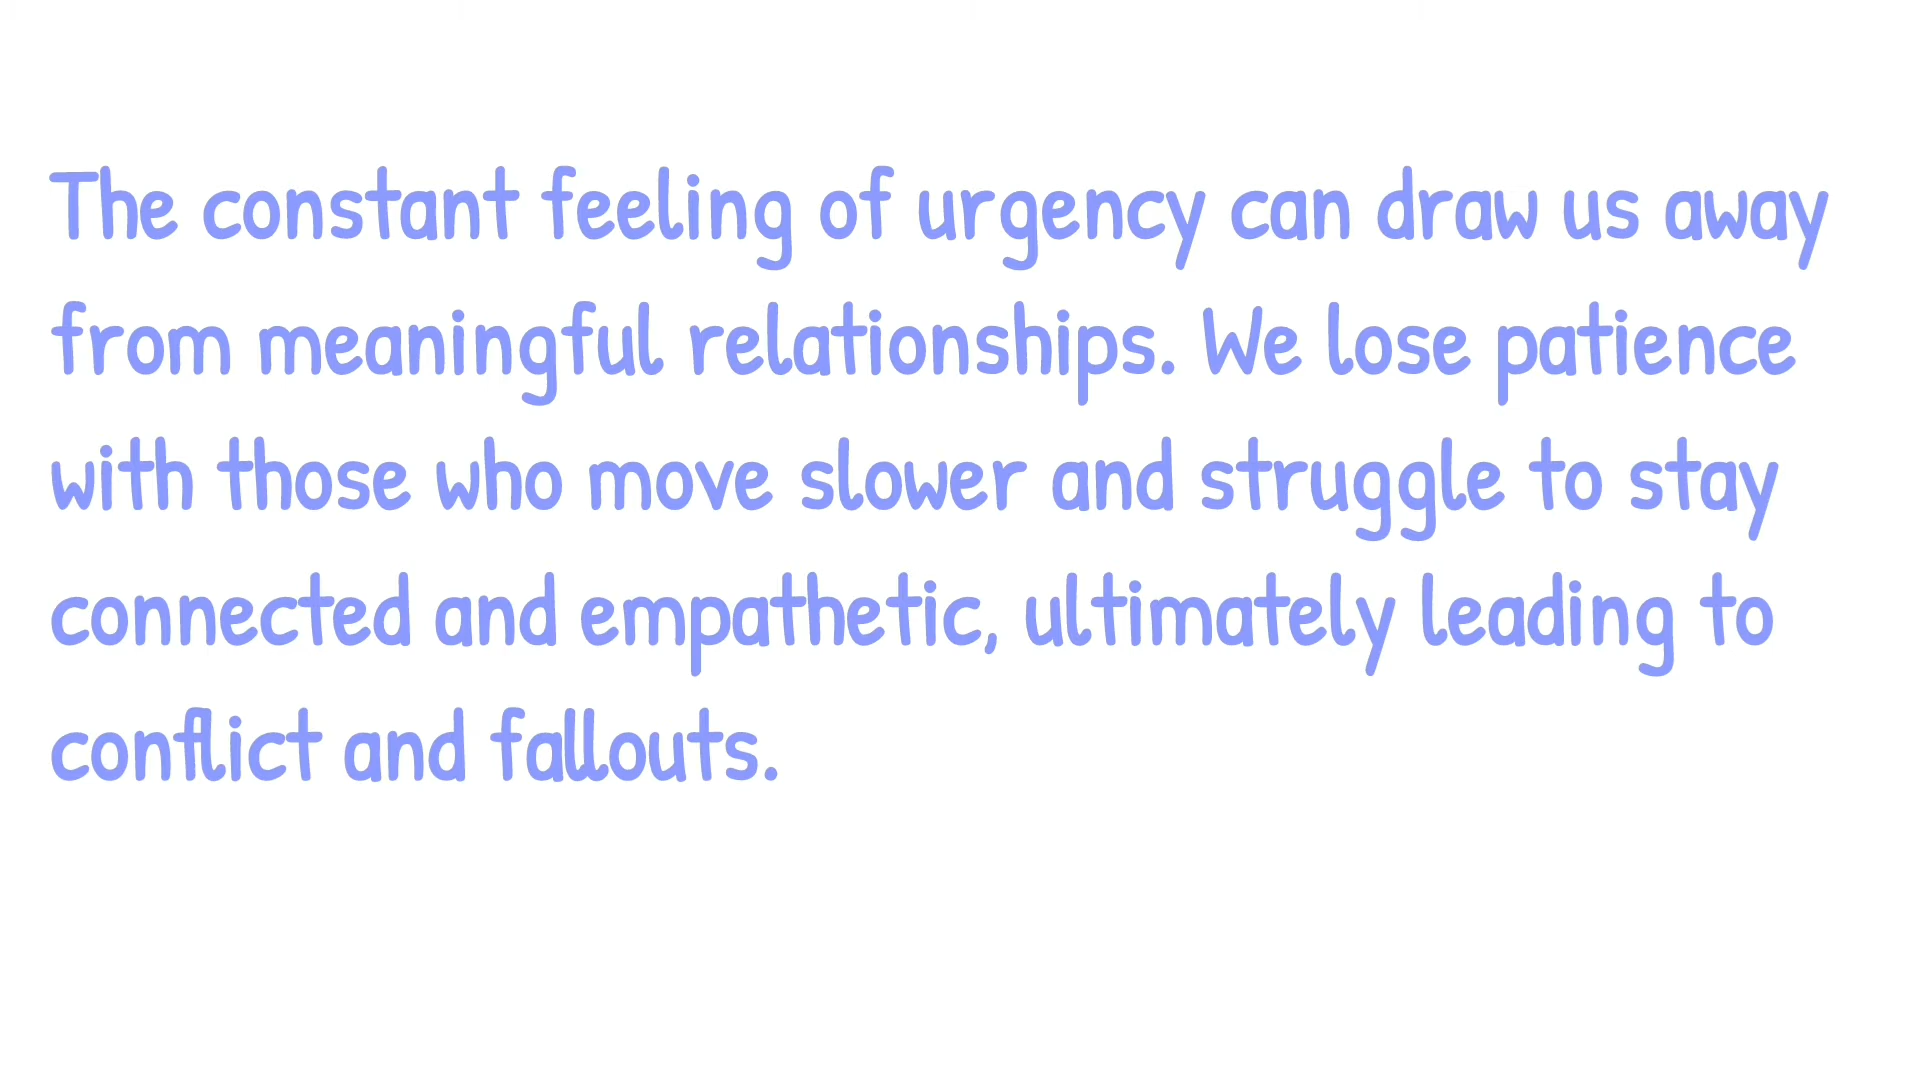 The constant feeling of urgency can draw us away
from meaningful relationships. We lose patience
with those who move slower and struggle to stay
connected and empathetic, ultimately leading to
conflict and fallouts.